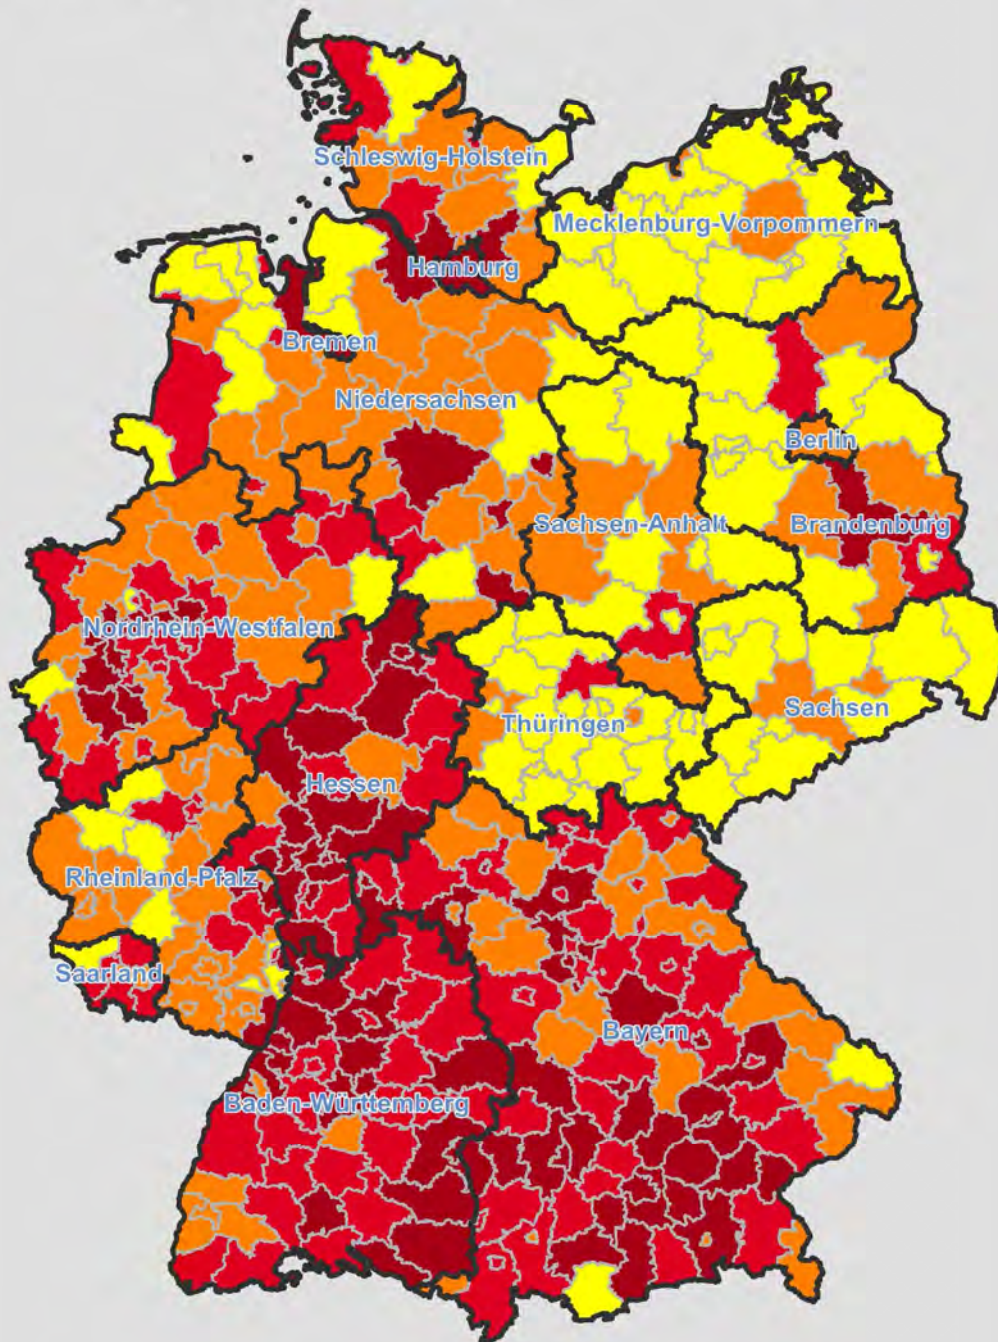 Schleswig-Holstein
Mecklenburg-Vorpommern
Hamburg
Bremen
Niedersachsen
Berlin
Sachsen-Anhalt
Brandenburg
Nordrhein-Westfalen
Sachsen
Thüringen
Hessen
Rheinland-Pfalz
Saarland
Bayern
Baden-Württemberg